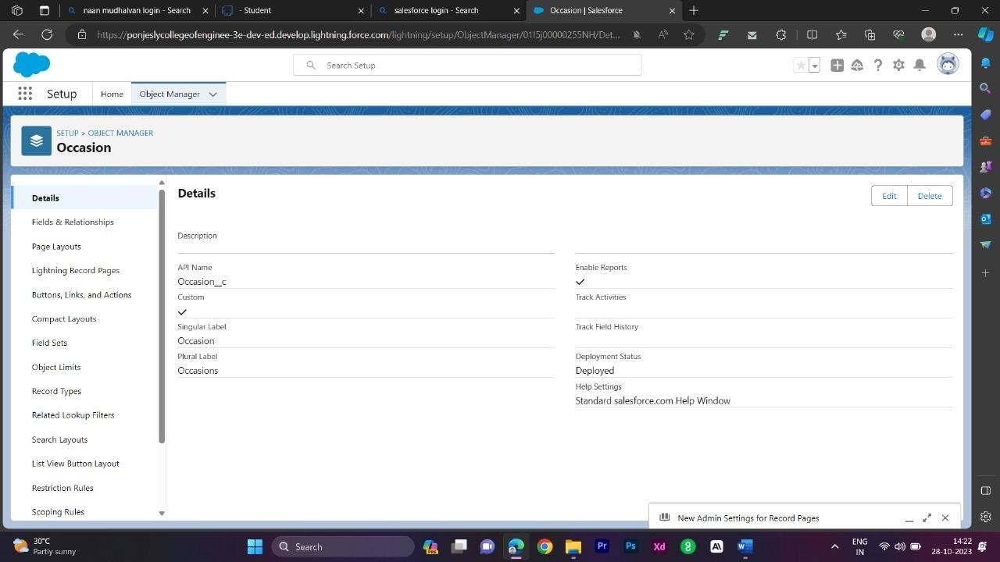 naan mudhalvan login - Search
- Student
salesforce login - Search
Occasion | Salesforce
https://ponjeslycollegeofenginee-3e-dev-ed.develop.lightning.force.com/lightning/setup/ObjectManager/01I5j00000255NH/Det...
Search Setup
Setup
Home
Object Manager
SETUP > OBJECT MANAGER
Occasion
Details
Fields & Relationships
Page Layouts
Lightning Record Pages
Buttons, Links, and Actions
Compact Layouts
Field Sets
Object Limits
Record Types
Related Lookup Filters
Search Layouts
List View Button Layout
Restriction Rules
Scoping Rules
Details
Edit
Delete
Description
API Name
Occasion__c
Custom
Singular Label
Occasion
Plural Label
Occasions
Enable Reports
Track Activities
Track Field History
Deployment Status
Deployed
Help Settings
Standard salesforce.com Help Window
New Admin Settings for Record Pages
30°C
Partly sunny
Search
PRE
Pr
Ps
Xd
ENG
IN
14:22
28-10-2023